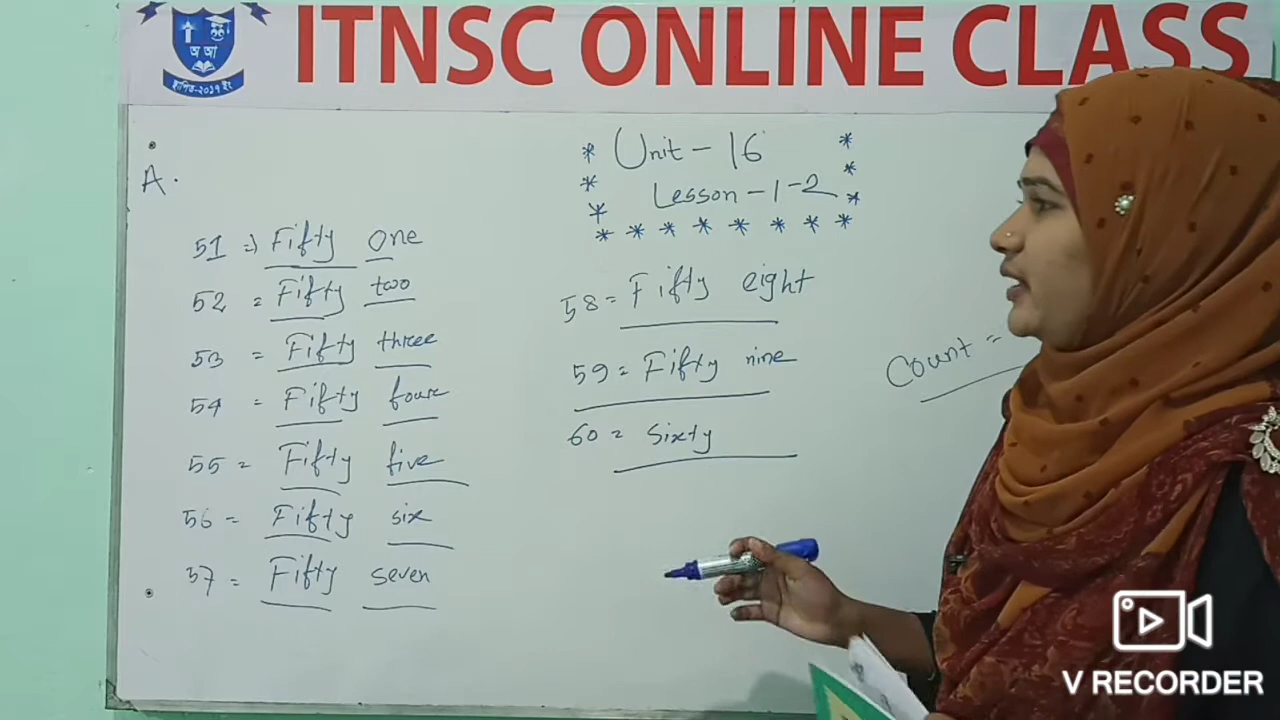 ITNSC ONLINE CLASS
অ আ
স্থাপিত-২০১৭ ইং
Unit - 16
Lesson - 1-2
A.
51 => Fifty one
52 = Fifty two
53 = Fifty three
54 = Fifty four
55 = Fifty five
56 = Fifty six
57 = Fifty seven
58 = Fifty eight
59 = Fifty nine
60 = Sixty
Count =
V RECORDER